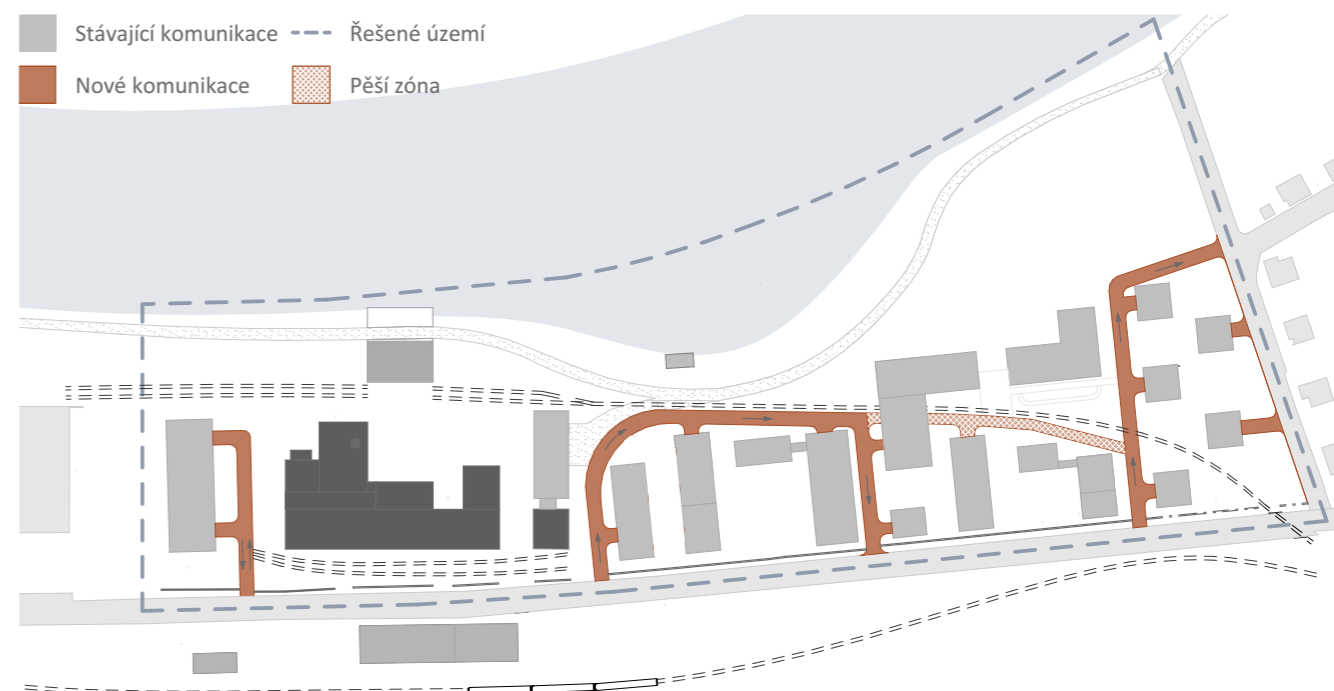 Stávající komunikace
Řešené území
Nové komunikace
Pěší zóna